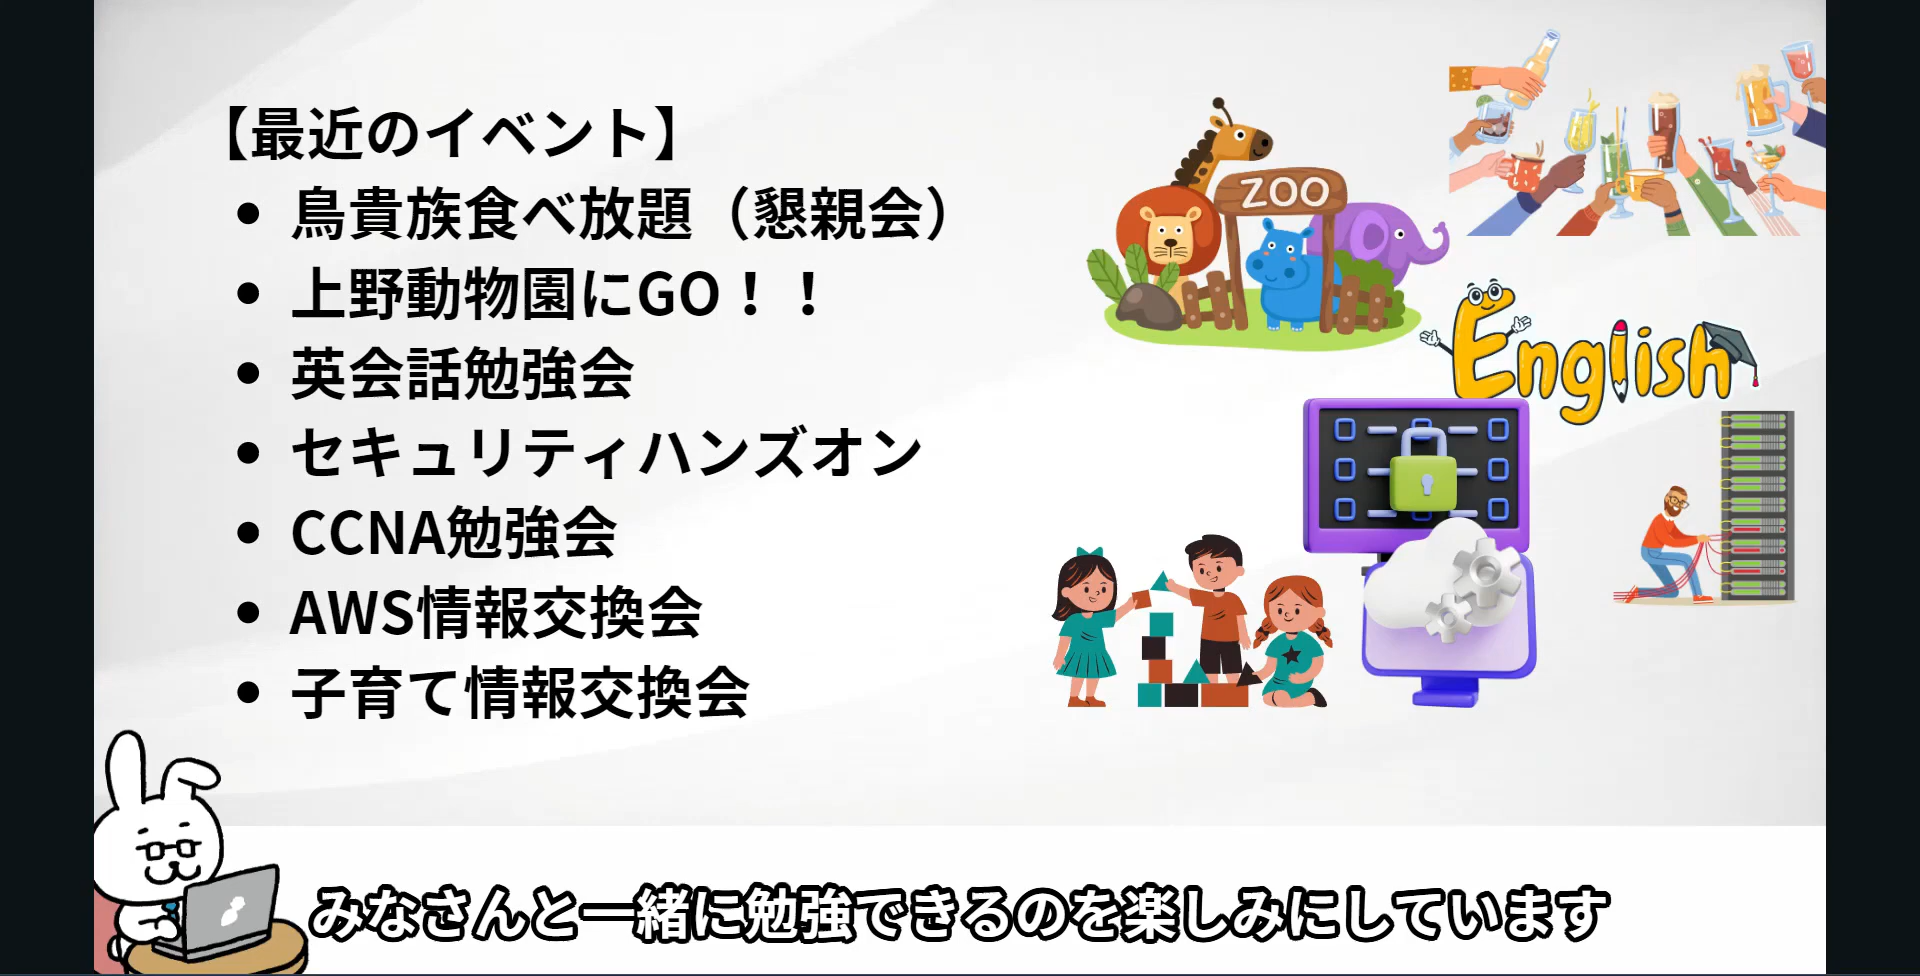 【最近のイベント】
• 鳥貴族食べ放題（懇親会）
• 上野動物園にGO！！
• 英会話勉強会
• セキュリティハンズオン
• CCNA勉強会
• AWS情報交換会
• 子育て情報交換会
ZOO
English
みなさんと一緒に勉強できるのを楽しみにしています